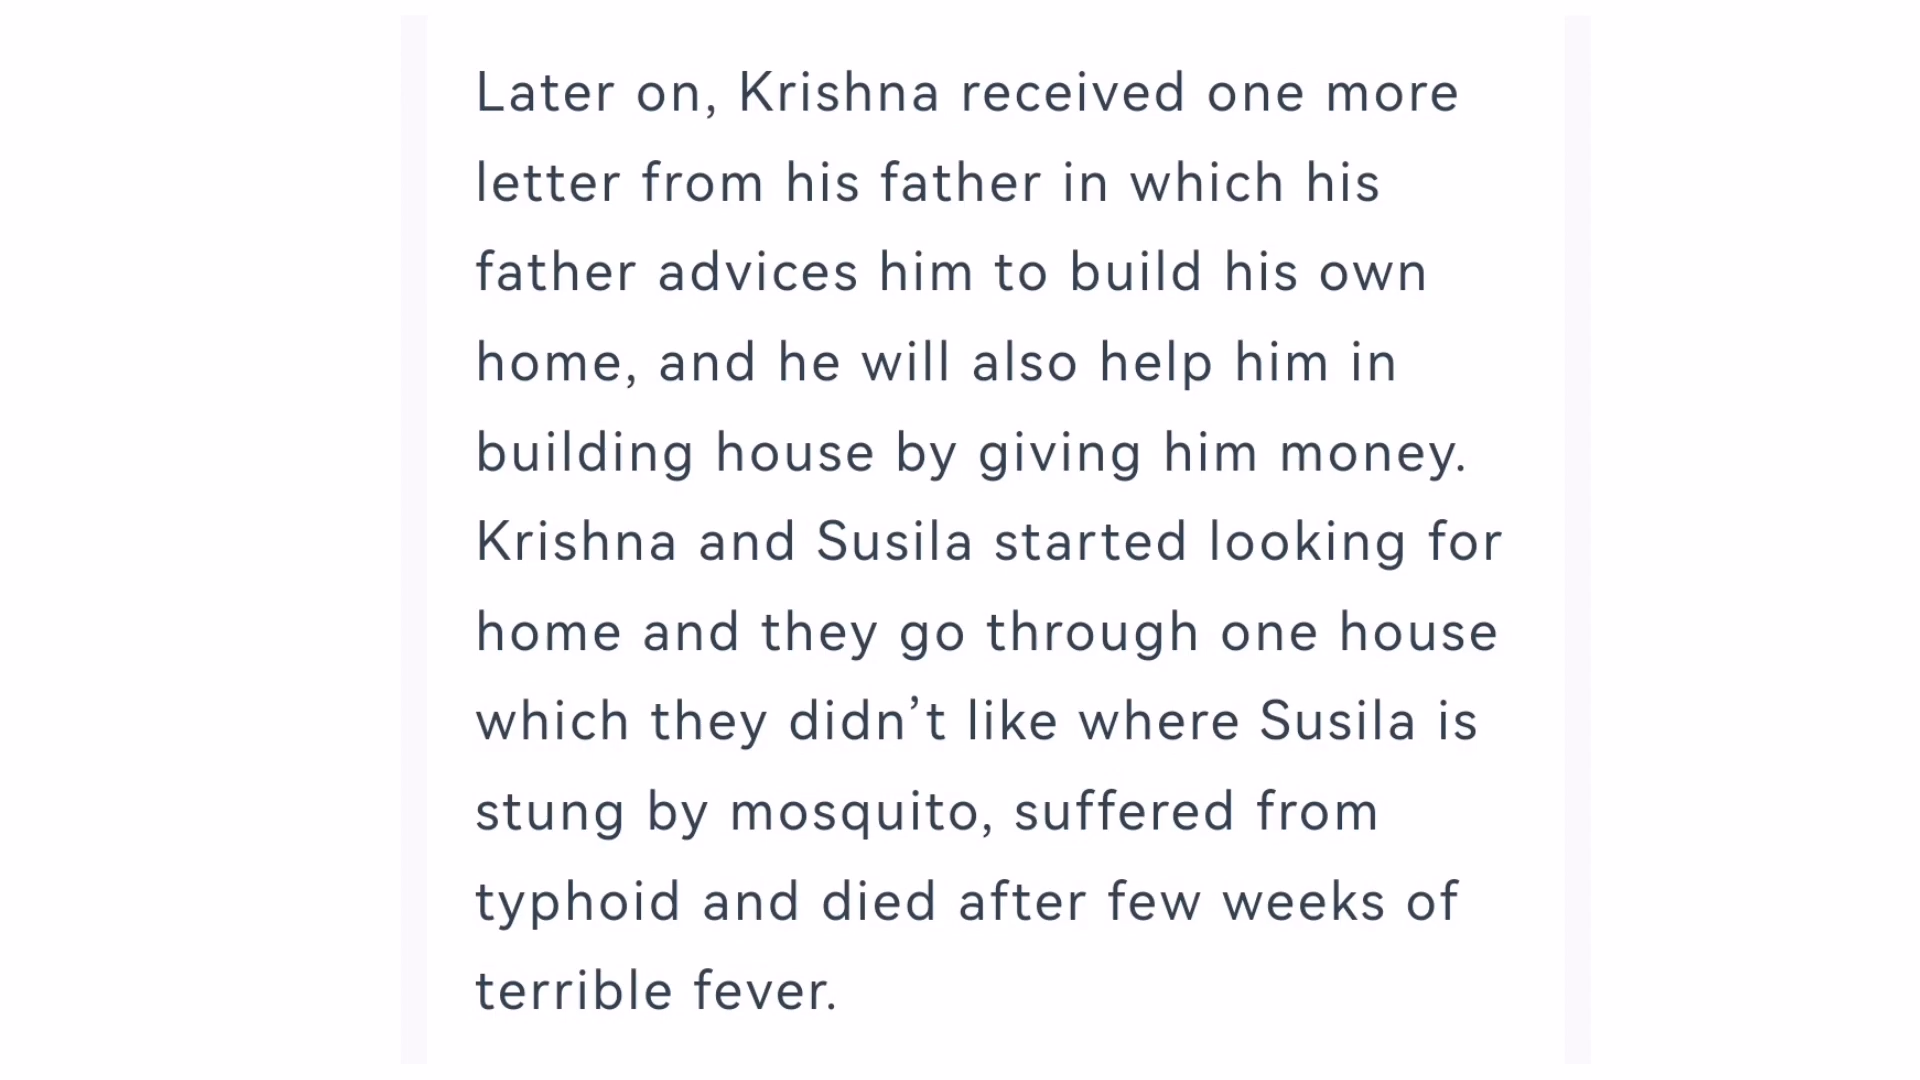 Later on, Krishna received one more
letter from his father in which his
father advices him to build his own
home, and he will also help him in
building house by giving him money.
Krishna and Susila started looking for
home and they go through one house
which they didn’t like where Susila is
stung by mosquito, suffered from
typhoid and died after few weeks of
terrible fever.